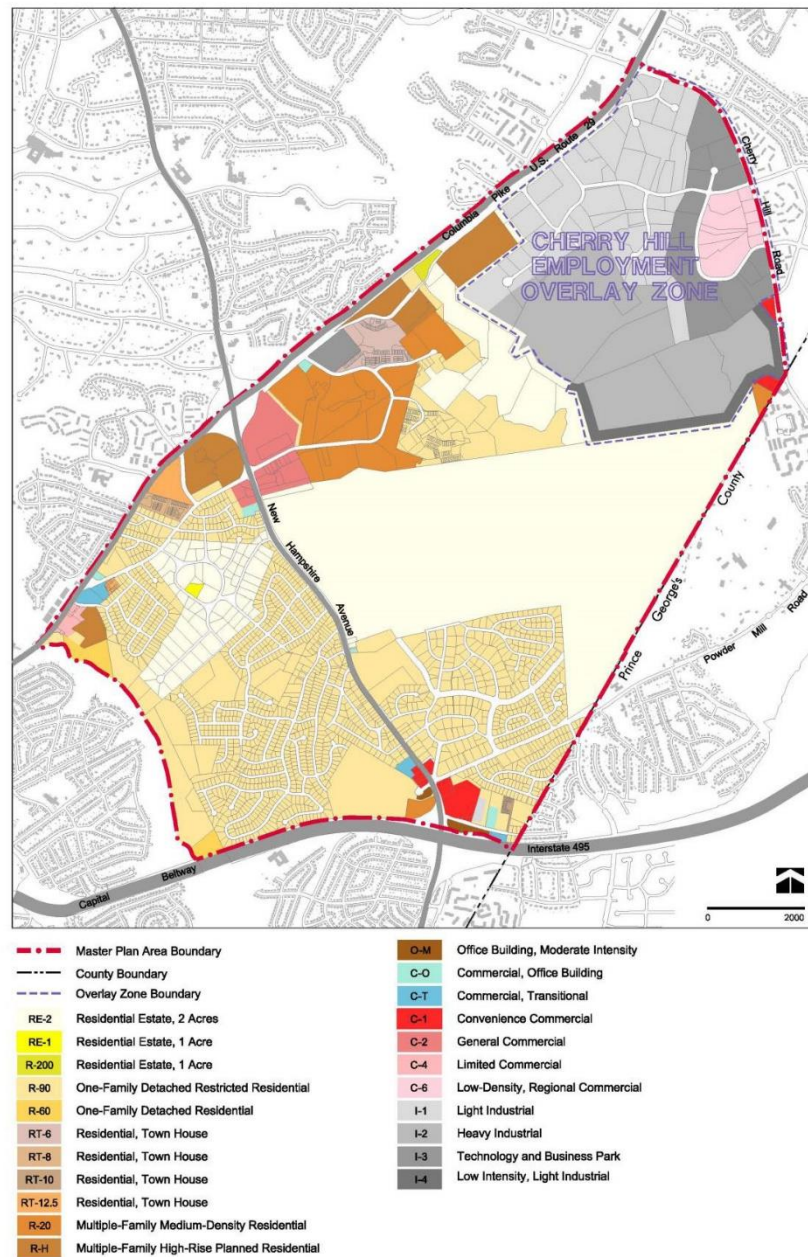 Columbia Pike U.S. Route 29
Cherry Hill Road
CHERRY HILL
EMPLOYMENT
OVERLAY ZONE
New Hampshire Avenue
Prince George's County
Powder Mill Road
Capital Beltway
Interstate 495
0 2000
Master Plan Area Boundary
County Boundary
Overlay Zone Boundary
RE-2 Residential Estate, 2 Acres
RE-1 Residential Estate, 1 Acre
R-200 Residential Estate, 1 Acre
R-90 One-Family Detached Restricted Residential
R-60 One-Family Detached Residential
RT-6 Residential, Town House
RT-8 Residential, Town House
RT-10 Residential, Town House
RT-12.5 Residential, Town House
R-20 Multiple-Family Medium-Density Residential
R-H Multiple-Family High-Rise Planned Residential
O-M Office Building, Moderate Intensity
C-O Commercial, Office Building
C-T Commercial, Transitional
C-1 Convenience Commercial
C-2 General Commercial
C-4 Limited Commercial
C-6 Low-Density, Regional Commercial
I-1 Light Industrial
I-2 Heavy Industrial
I-3 Technology and Business Park
I-4 Low Intensity, Light Industrial